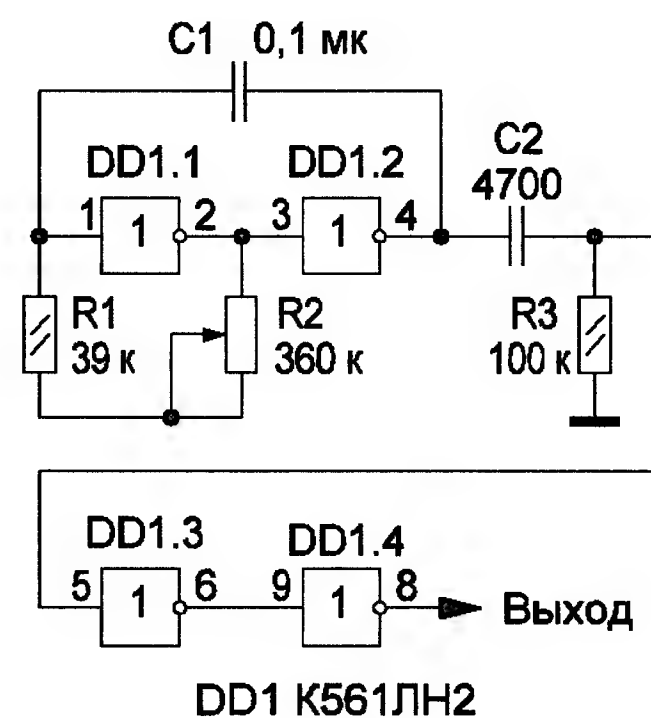 C1 0,1 мк
DD1.1
DD1.2
C2
4700
1
1
2
3
1
4
R1
39 к
R2
360 к
R3
100 к
DD1.3
DD1.4
5
1
6
9
1
8
Выход
DD1 К561ЛН2